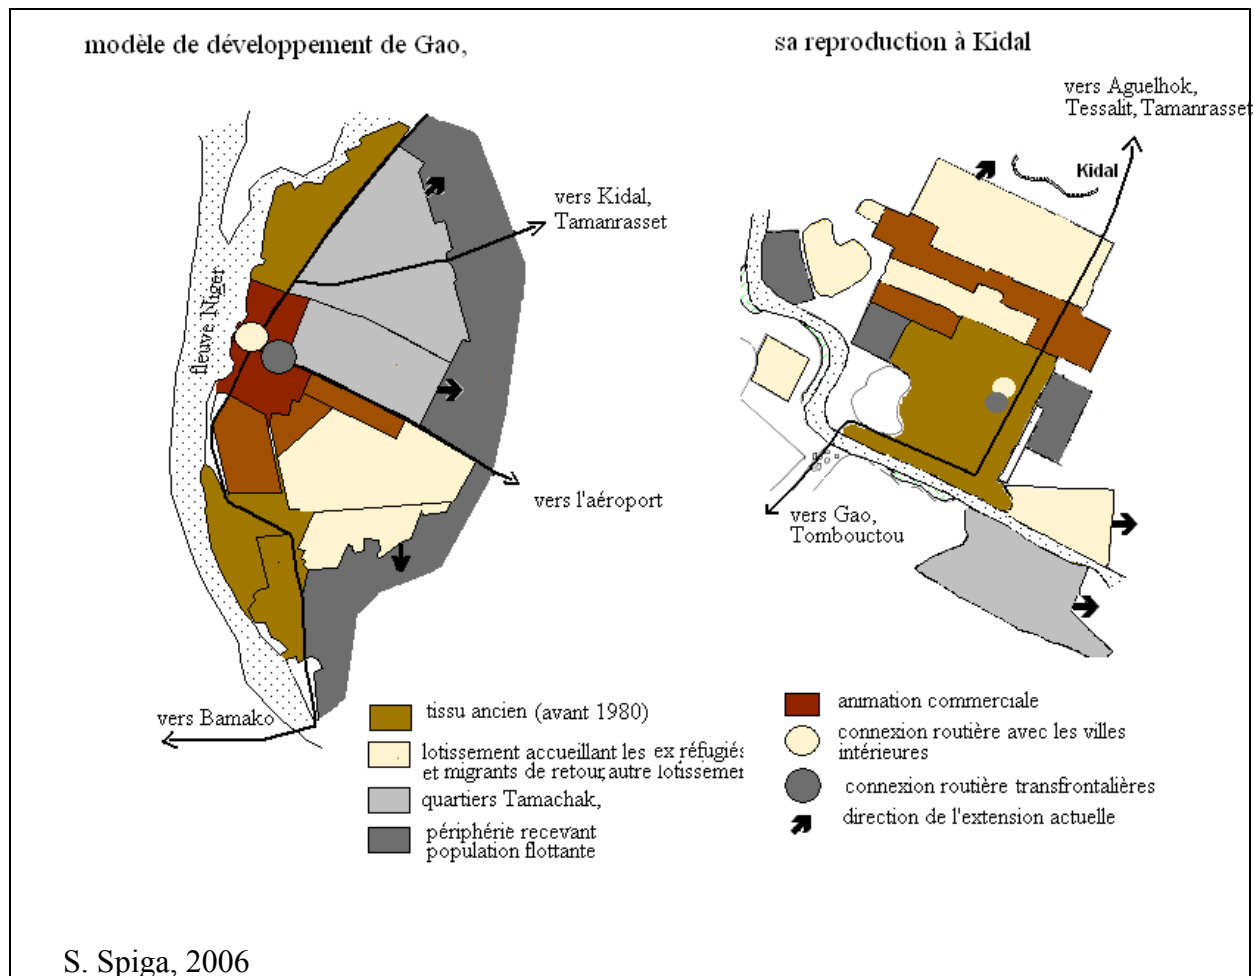 modèle de développement de Gao,
sa reproduction à Kidal
vers Aguelhok,
Tessalit, Tamanrasset
Kidal
vers Kidal,
Tamanrasset
fleuve Niger
vers l'aéroport
vers Gao,
Tombouctou
vers Bamako
tissu ancien (avant 1980)
lotissement accueillant les ex réfugiés
et migrants de retour, autre lotissemen
quartiers Tamachak,
périphérie recevant
population flottante
animation commerciale
connexion routière avec les villes
intérieures
connexion routière transfrontalières
direction de l'extension actuelle
S. Spiga, 2006